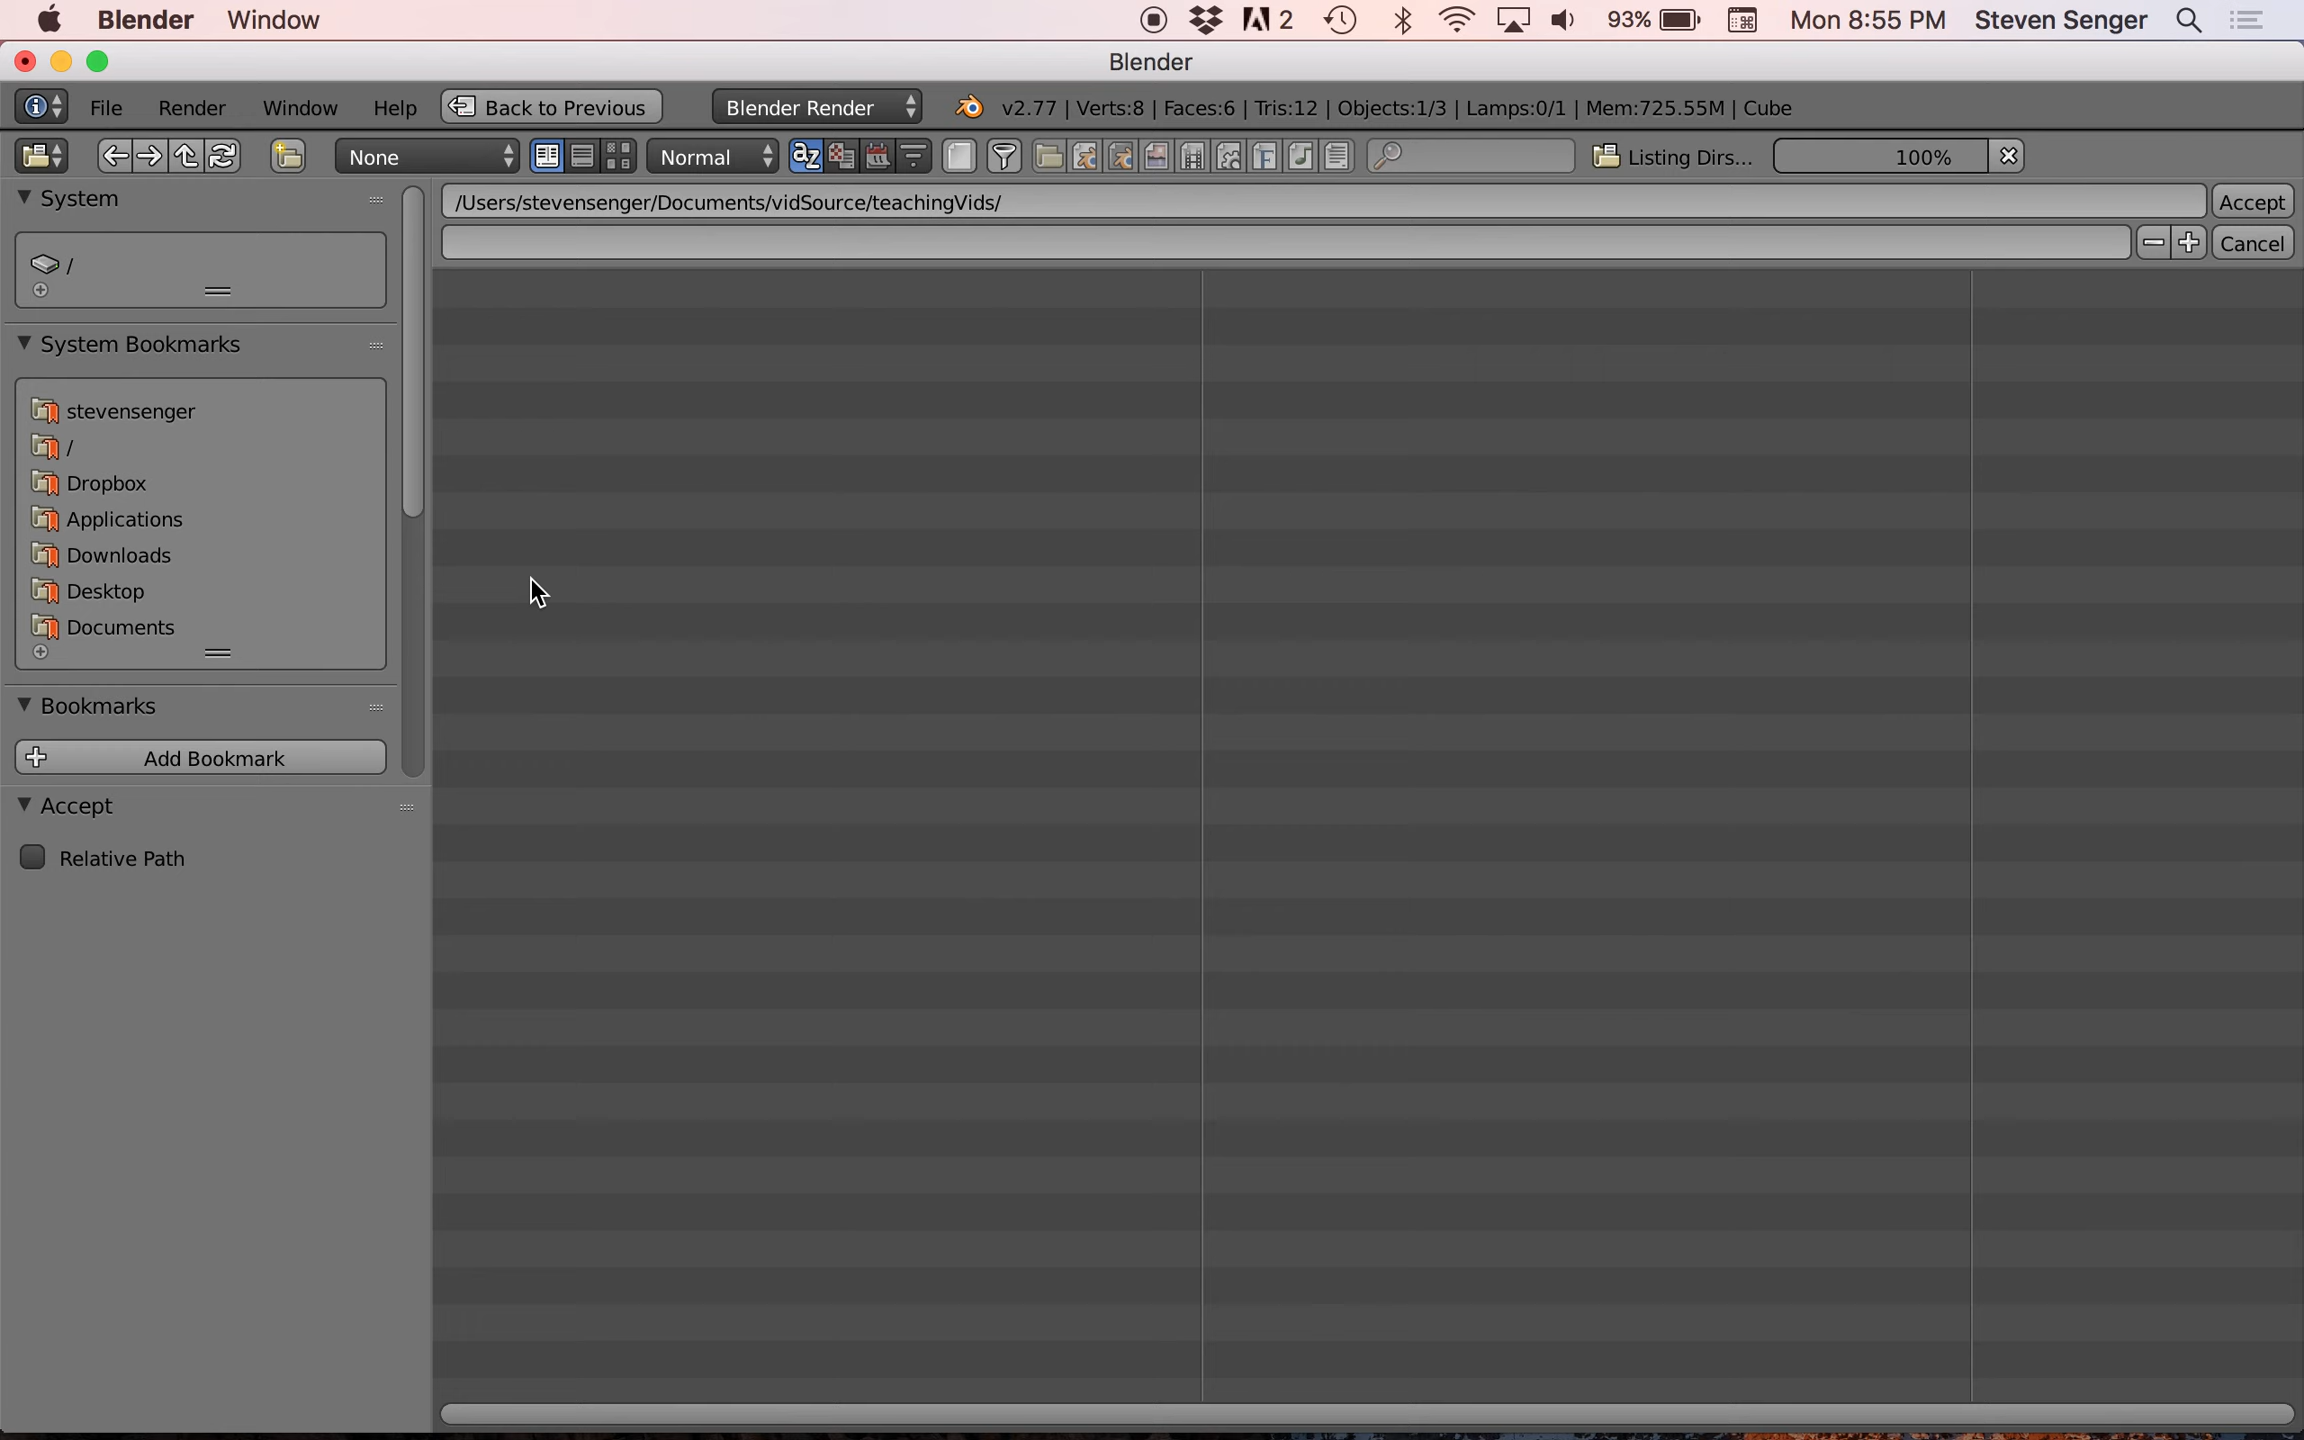 Blender Window 2 93% Mon 8:55 PM Steven Senger
Blender
File Render Window Help Back to Previous Blender Render v2.77 | Verts:8 | Faces:6 | Tris:12 | Objects:1/3 | Lamps:0/1 | Mem:725.55M | Cube
None Normal Listing Dirs... 100%
System
/
System Bookmarks
stevensenger
/
Dropbox
Applications
Downloads
Desktop
Documents
Bookmarks
Add Bookmark
Accept
Relative Path
/Users/stevensenger/Documents/vidSource/teachingVids/ Accept
Cancel